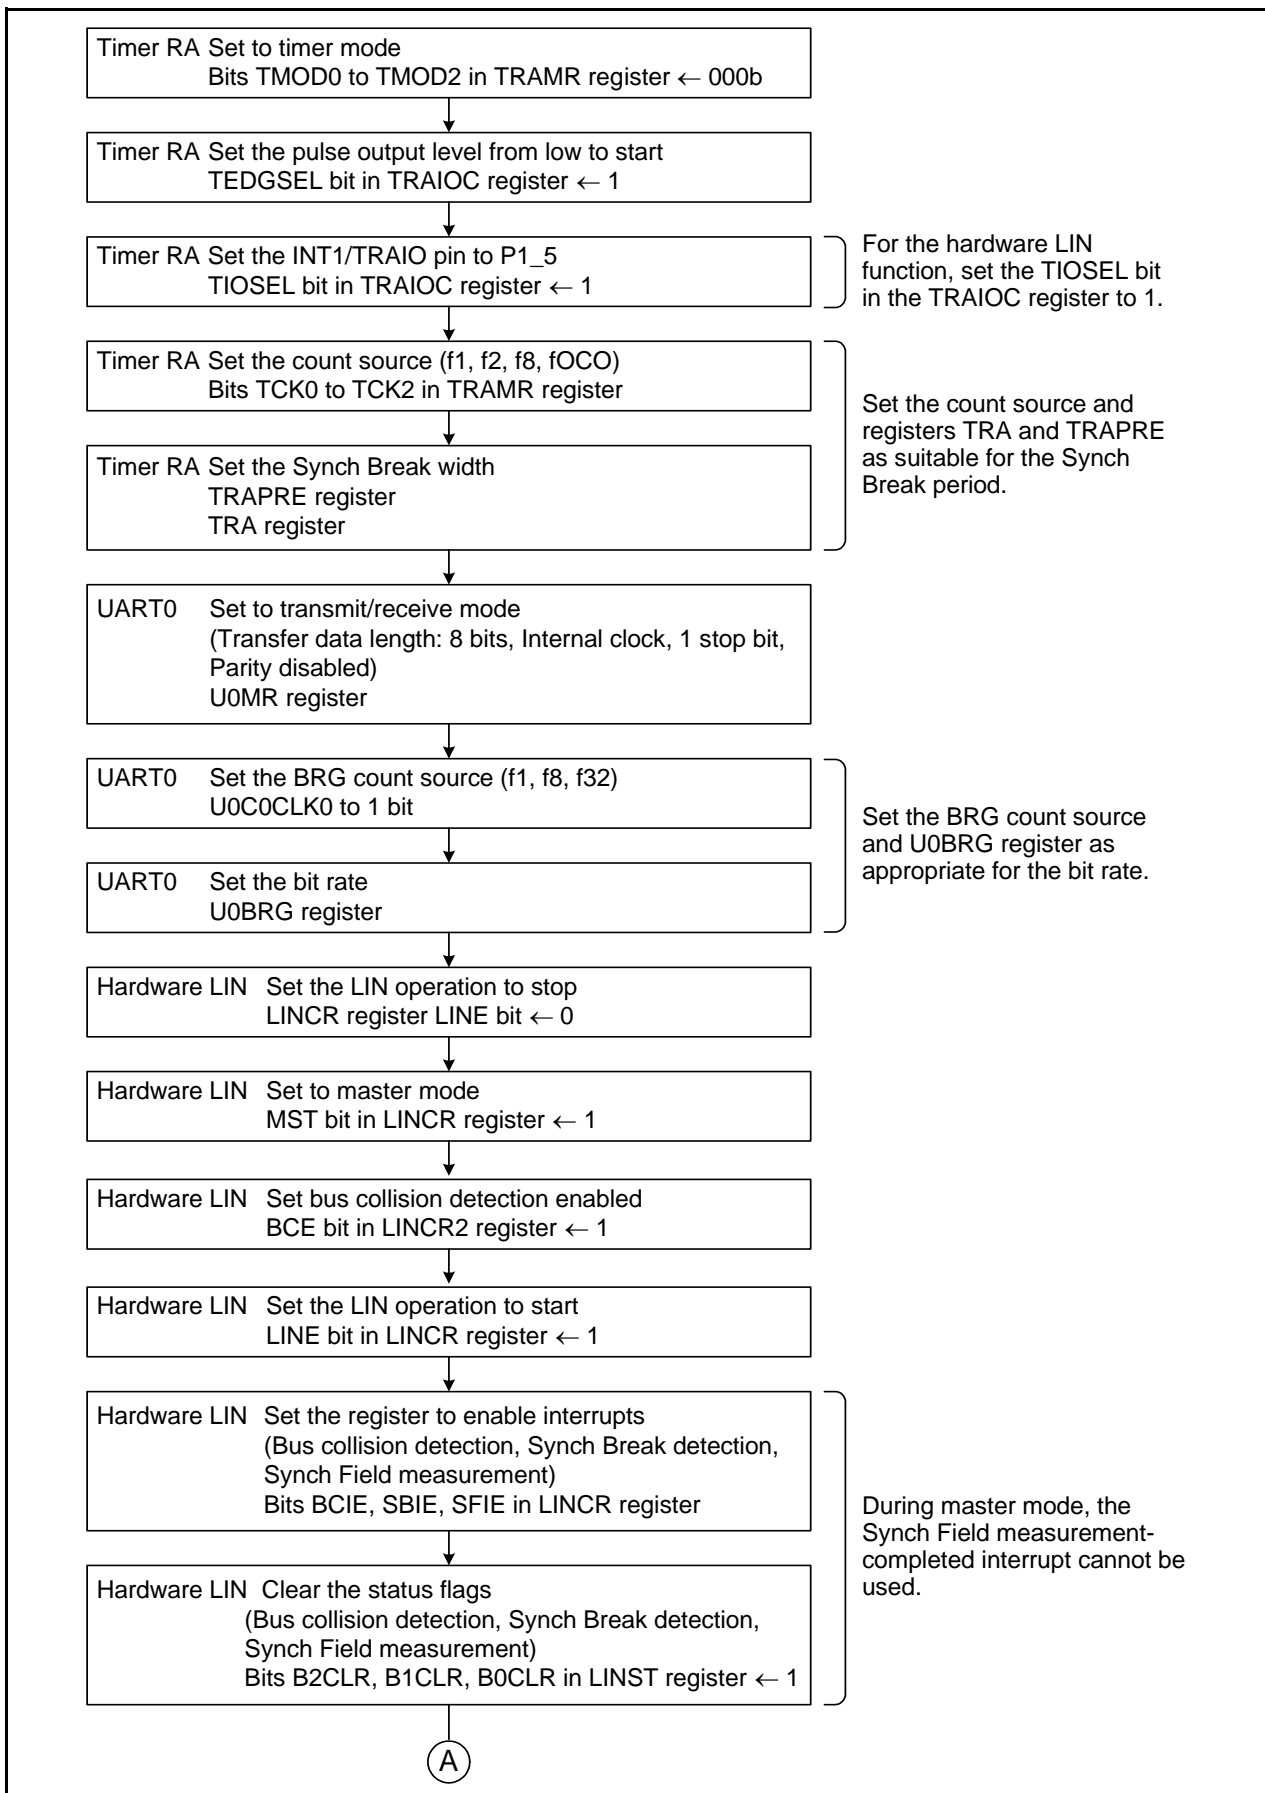 Timer RA Set to timer mode
Bits TMOD0 to TMOD2 in TRAMR register ← 000b
Timer RA Set the pulse output level from low to start
TEDGSEL bit in TRAIOC register ← 1
Timer RA Set the INT1/TRAIO pin to P1_5
TIOSEL bit in TRAIOC register ← 1
For the hardware LIN
function, set the TIOSEL bit
in the TRAIOC register to 1.
Timer RA Set the count source (f1, f2, f8, fOCO)
Bits TCK0 to TCK2 in TRAMR register
Timer RA Set the Synch Break width
TRAPRE register
TRA register
Set the count source and
registers TRA and TRAPRE
as suitable for the Synch
Break period.
UART0 Set to transmit/receive mode
(Transfer data length: 8 bits, Internal clock, 1 stop bit,
Parity disabled)
U0MR register
UART0 Set the BRG count source (f1, f8, f32)
U0C0CLK0 to 1 bit
UART0 Set the bit rate
U0BRG register
Set the BRG count source
and U0BRG register as
appropriate for the bit rate.
Hardware LIN Set the LIN operation to stop
LINCR register LINE bit ← 0
Hardware LIN Set to master mode
MST bit in LINCR register ← 1
Hardware LIN Set bus collision detection enabled
BCE bit in LINCR2 register ← 1
Hardware LIN Set the LIN operation to start
LINE bit in LINCR register ← 1
Hardware LIN Set the register to enable interrupts
(Bus collision detection, Synch Break detection,
Synch Field measurement)
Bits BCIE, SBIE, SFIE in LINCR register
Hardware LIN Clear the status flags
(Bus collision detection, Synch Break detection,
Synch Field measurement)
Bits B2CLR, B1CLR, B0CLR in LINST register ← 1
During master mode, the
Synch Field measurement-
completed interrupt cannot be
used.
A